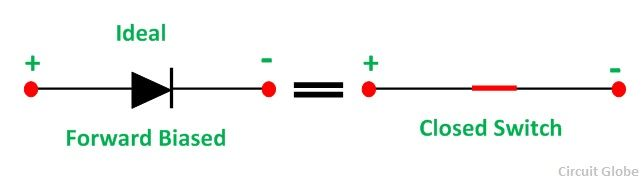 Ideal
+ - + -
Forward Biased
Closed Switch
Circuit Globe